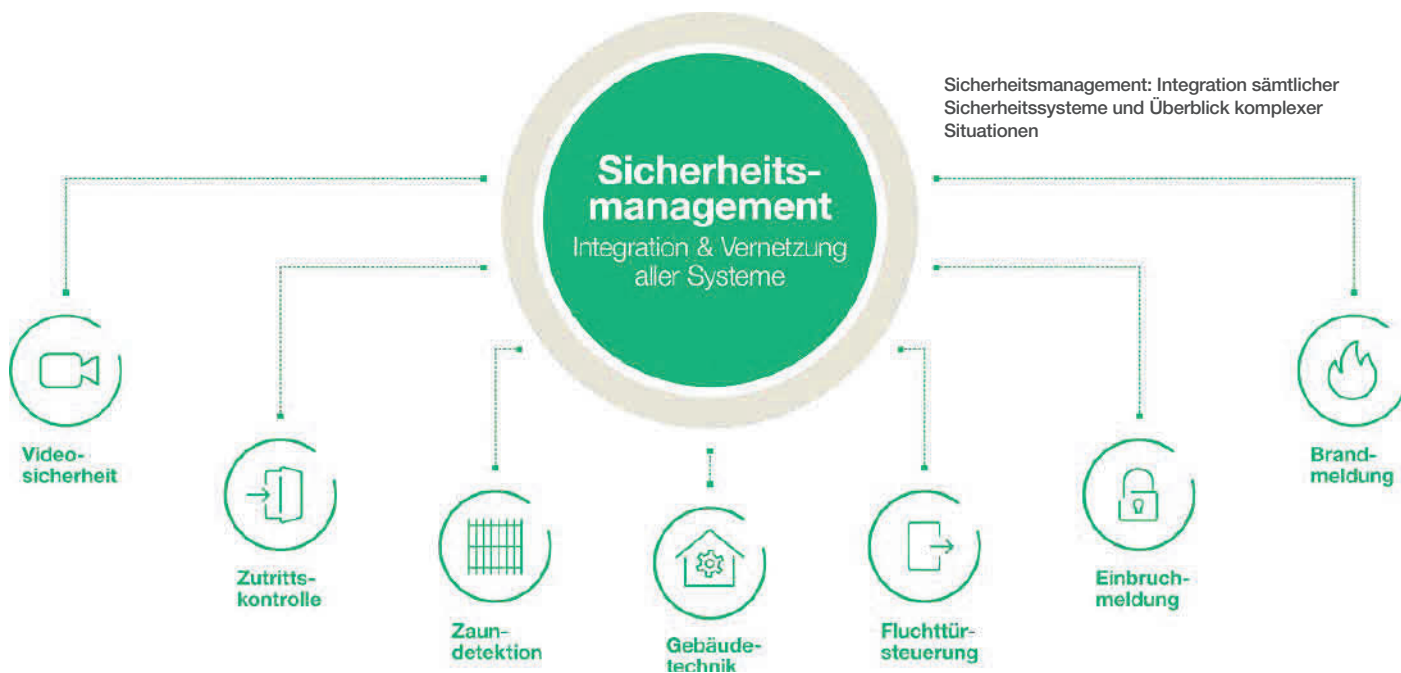 Sicherheitsmanagement: Integration sämtlicher
Sicherheitssysteme und Überblick komplexer
Situationen
Sicherheits-
management
Integration & Vernetzung
aller Systeme
Video-
sicherheit
Zutritts-
kontrolle
Zaun-
detektion
Gebäude-
technik
Fluchttür-
steuerung
Einbruch-
meldung
Brand-
meldung